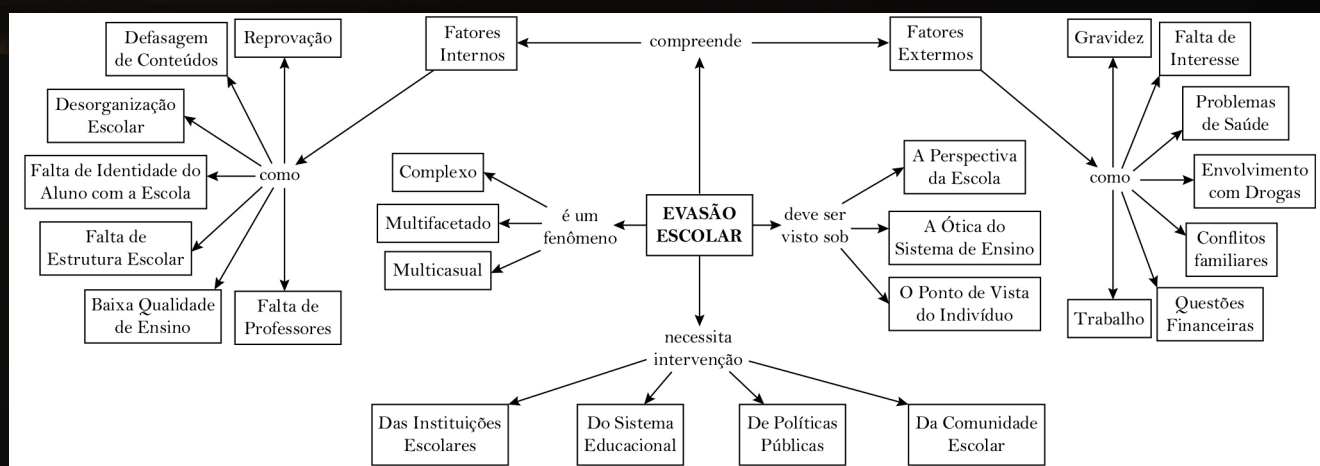 Defasagem
de Conteúdos
Reprovação
Fatores
Internos
compreende
Fatores
Extermos
Gravidez
Falta de
Interesse
Desorganização
Escolar
Problemas
de Saúde
Falta de Identidade do
Aluno com a Escola
como
Complexo
A Perspectiva
da Escola
como
Envolvimento
com Drogas
Multifacetado
é um
fenômeno
EVASÃO
ESCOLAR
deve ser
visto sob
A Ótica do
Sistema de Ensino
Falta de
Estrutura Escolar
Multicasual
Conflitos
familiares
Baixa Qualidade
de Ensino
Falta de
Professores
O Ponto de Vista
do Indivíduo
Trabalho
Questões
Financeiras
necessita
intervenção
Das Instituições
Escolares
Do Sistema
Educacional
De Políticas
Públicas
Da Comunidade
Escolar